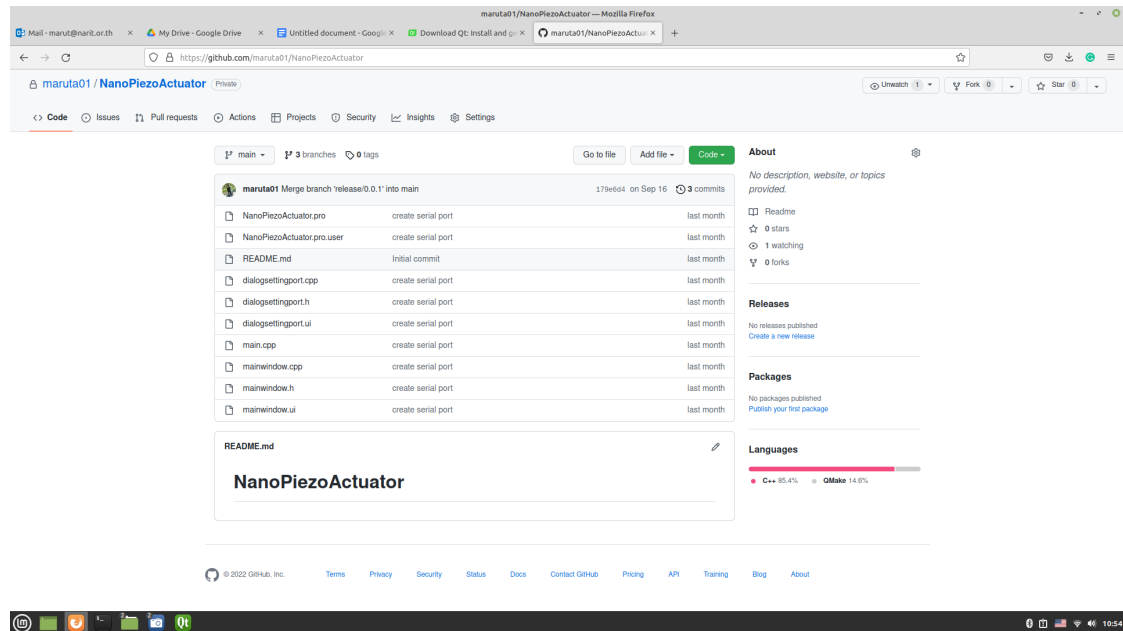 maruta01/NanoPiezoActuator — Mozilla Firefox
Mail - marut@narit.or.th × My Drive - Google Drive × Untitled document - Google × Download Qt: Install and ge × maruta01/NanoPiezoActua × +
https://github.com/maruta01/NanoPiezoActuator
maruta01 / NanoPiezoActuator Private
Unwatch 1 Fork 0 Star 0
Code Issues Pull requests Actions Projects Security Insights Settings
main 3 branches 0 tags Go to file Add file Code
maruta01 Merge branch 'release/0.0.1' into main 179e6d4 on Sep 16 3 commits
NanoPiezoActuator.pro create serial port last month
NanoPiezoActuator.pro.user create serial port last month
README.md Initial commit last month
dialogsettingport.cpp create serial port last month
dialogsettingport.h create serial port last month
dialogsettingport.ui create serial port last month
main.cpp create serial port last month
mainwindow.cpp create serial port last month
mainwindow.h create serial port last month
mainwindow.ui create serial port last month
README.md
NanoPiezoActuator
About
No description, website, or topics
provided.
Readme
0 stars
1 watching
0 forks
Releases
No releases published
Create a new release
Packages
No packages published
Publish your first package
Languages
C++ 85.4% QMake 14.6%
© 2022 GitHub, Inc. Terms Privacy Security Status Docs Contact GitHub Pricing API Training Blog About
2 2 Qt 10:54